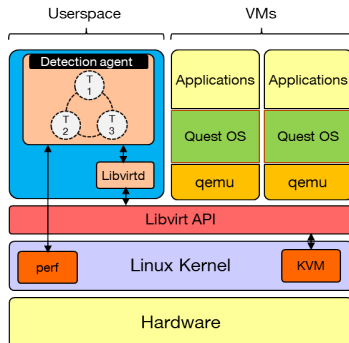 Userspace
VMs
Detection agent
T
1
T
2
T
3
Libvirtd
Applications
Applications
Quest OS
Quest OS
qemu
qemu
Libvirt API
perf
Linux Kernel
KVM
Hardware